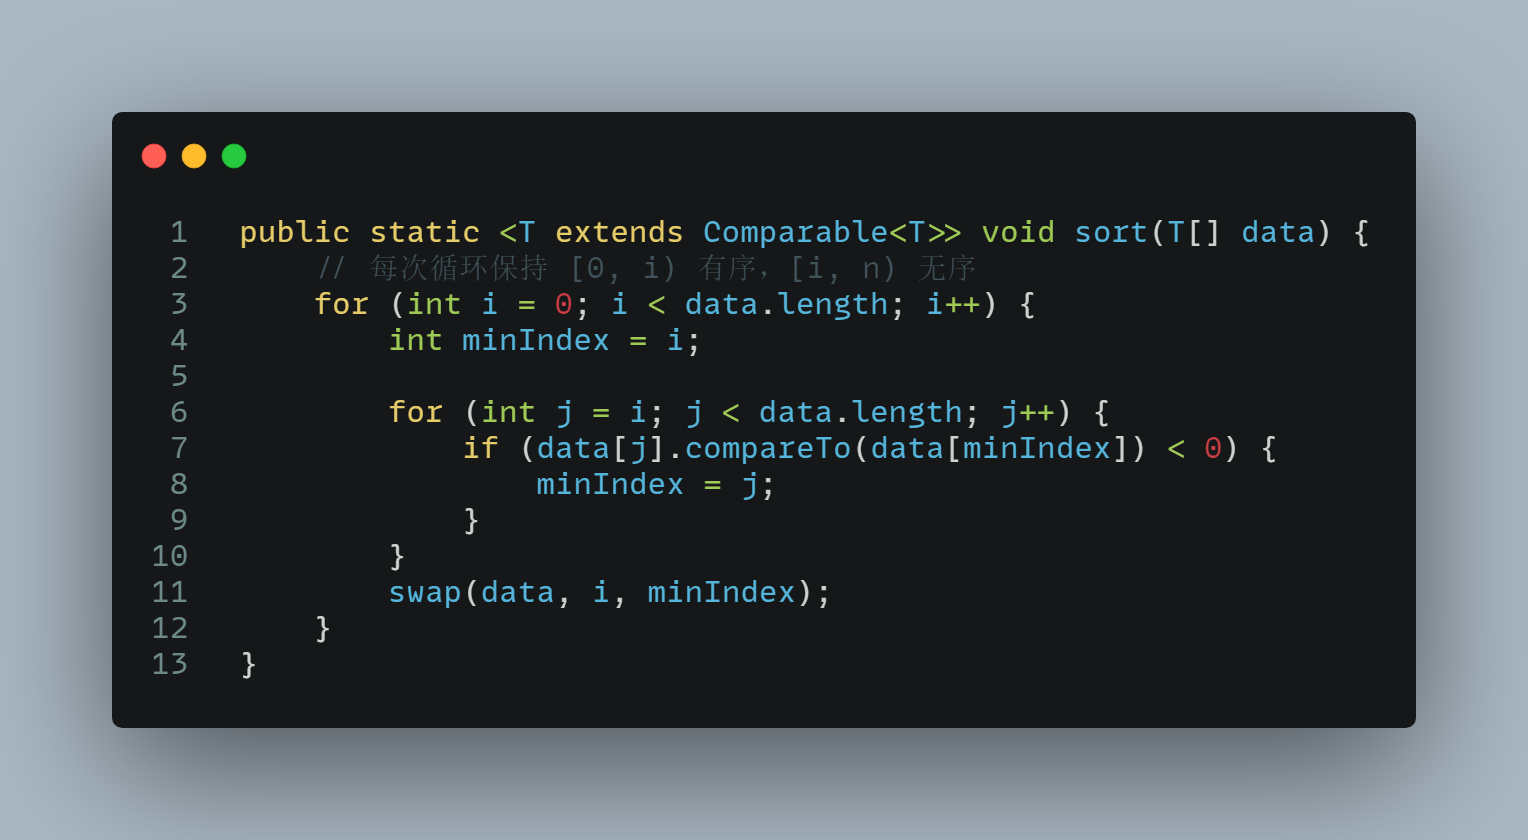 1 public static <T extends Comparable<T>> void sort(T[] data) {
2 // 每次循环保持 [0, i) 有序，[i, n) 无序
3 for (int i = 0; i < data.length; i++) {
4 int minIndex = i;
5
6 for (int j = i; j < data.length; j++) {
7 if (data[j].compareTo(data[minIndex]) < 0) {
8 minIndex = j;
9 }
10 }
11 swap(data, i, minIndex);
12 }
13 }